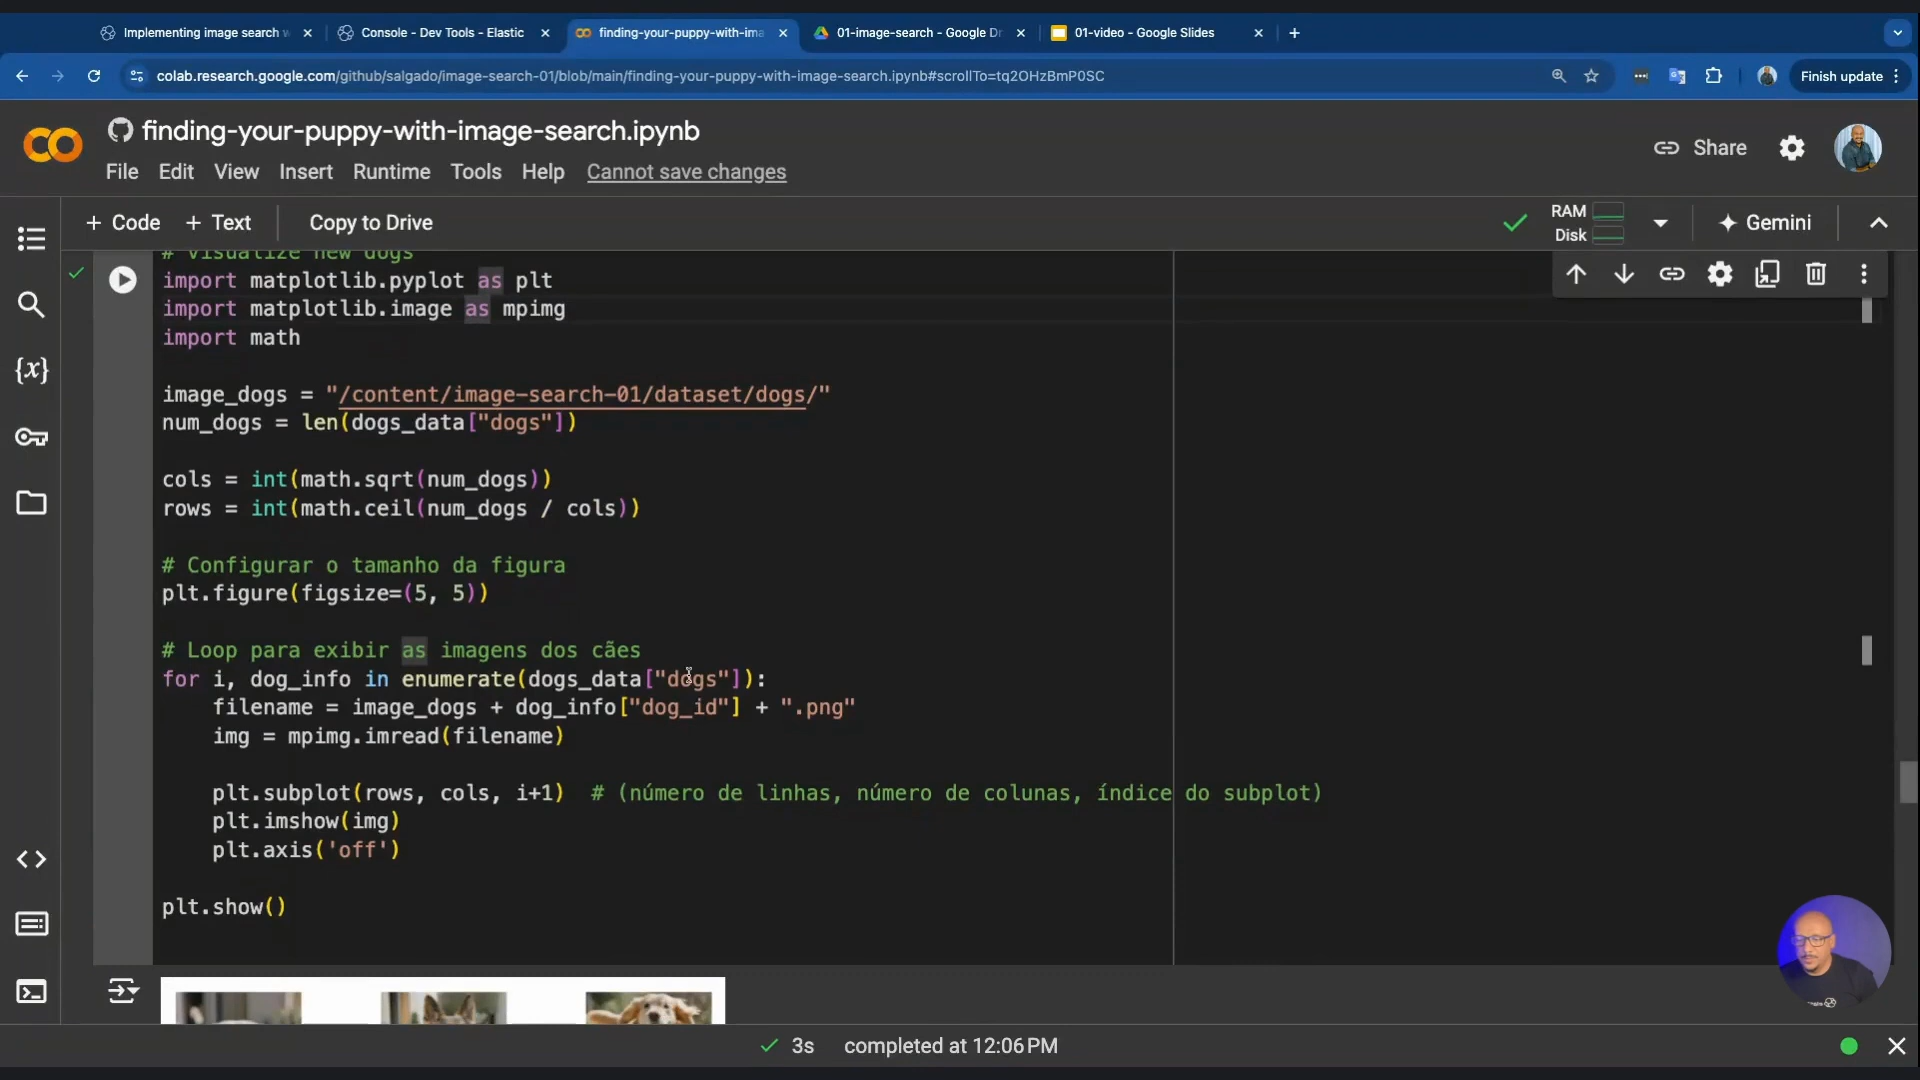 Implementing image search w
Console - Dev Tools - Elastic
finding-your-puppy-with-ima
01-image-search - Google Dr
01-video - Google Slides
colab.research.google.com/github/salgado/image-search-01/blob/main/finding-your-puppy-with-image-search.ipynb#scrollTo=tq2OHzBmP0SC
Finish update
finding-your-puppy-with-image-search.ipynb
File Edit View Insert Runtime Tools Help Cannot save changes
Share
+ Code + Text Copy to Drive
RAM
Disk
Gemini
# Visualize new dogs
import matplotlib.pyplot as plt
import matplotlib.image as mpimg
import math
image_dogs = "/content/image-search-01/dataset/dogs/"
num_dogs = len(dogs_data["dogs"])
cols = int(math.sqrt(num_dogs))
rows = int(math.ceil(num_dogs / cols))
# Configurar o tamanho da figura
plt.figure(figsize=(5, 5))
# Loop para exibir as imagens dos cães
for i, dog_info in enumerate(dogs_data["dogs"]):
filename = image_dogs + dog_info["dog_id"] + ".png"
img = mpimg.imread(filename)
plt.subplot(rows, cols, i+1)  # (número de linhas, número de colunas, índice do subplot)
plt.imshow(img)
plt.axis('off')
plt.show()
3s completed at 12:06 PM